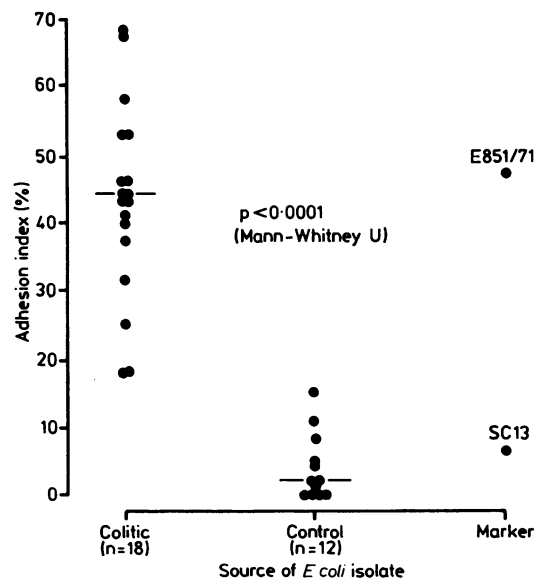 70
60
50
40
30
20
10
0
Adhesion index (%)
p<0·0001
(Mann-Whitney U)
E851/71
SC13
Colitic
(n=18)
Control
(n=12)
Marker
Source of E coli isolate